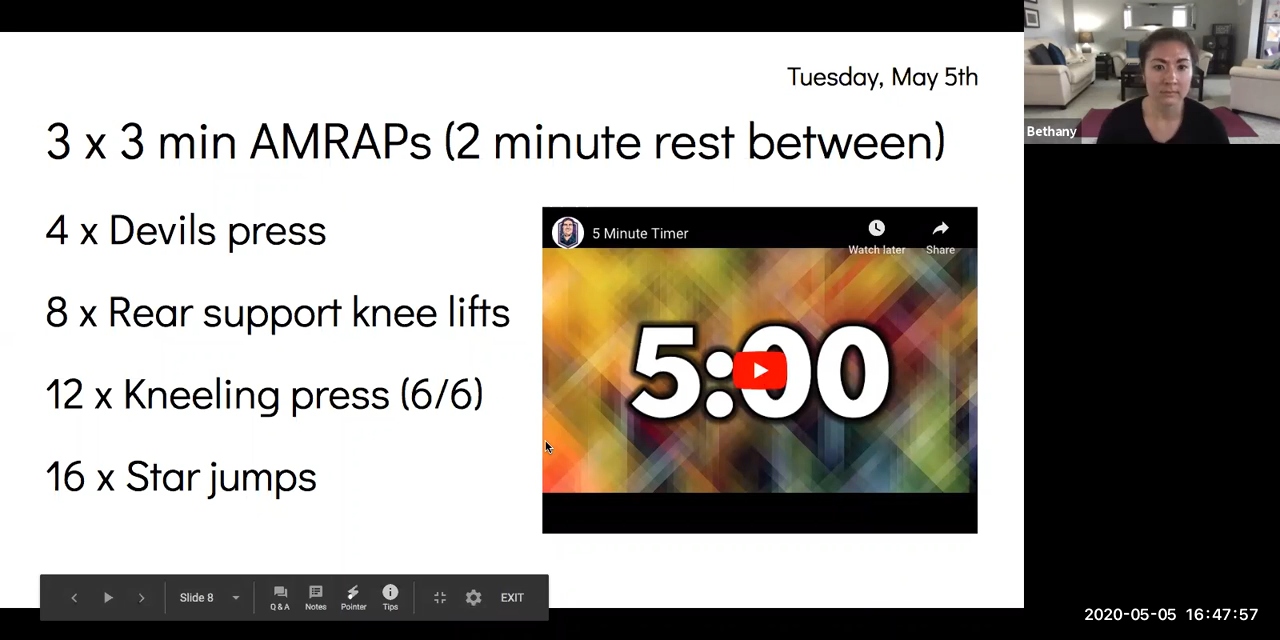 Tuesday, May 5th
Bethany
3 x 3 min AMRAPs (2 minute rest between)
4 x Devils press
8 x Rear support knee lifts
12 x Kneeling press (6/6)
16 x Star jumps
5 Minute Timer
Watch later
Share
5:00
Slide 8
Q & A
Notes
Pointer
Tips
EXIT
2020-05-05 16:47:57